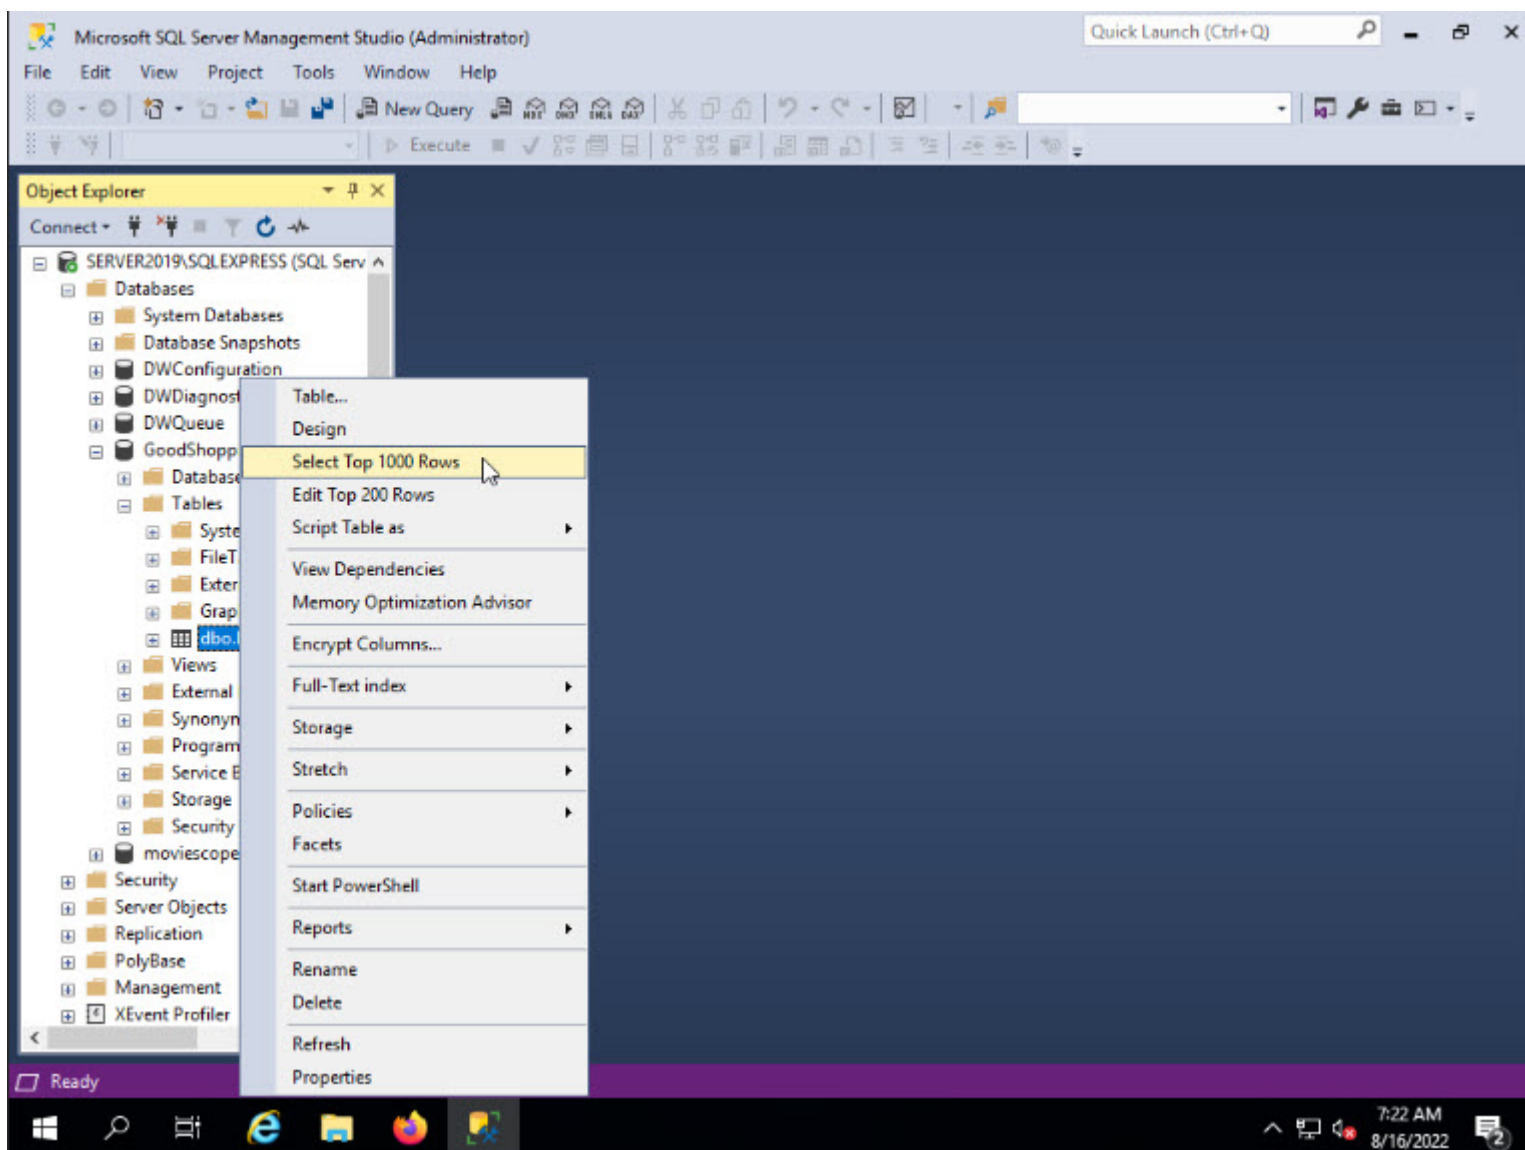 Microsoft SQL Server Management Studio (Administrator)
Quick Launch (Ctrl+Q)
File Edit View Project Tools Window Help
New Query
Execute
Object Explorer
Connect
SERVER2019\SQLEXPRESS (SQL Serv
Databases
System Databases
Database Snapshots
DWConfiguration
DWDiagnost
DWQueue
GoodShopp
Database
Tables
Syste
FileT
Exter
Grap
dbo.
Views
External
Synonyn
Program
Service E
Storage
Security
moviescope
Security
Server Objects
Replication
PolyBase
Management
XEvent Profiler
Table...
Design
Select Top 1000 Rows
Edit Top 200 Rows
Script Table as
View Dependencies
Memory Optimization Advisor
Encrypt Columns...
Full-Text index
Storage
Stretch
Policies
Facets
Start PowerShell
Reports
Rename
Delete
Refresh
Properties
Ready
7:22 AM
8/16/2022
2